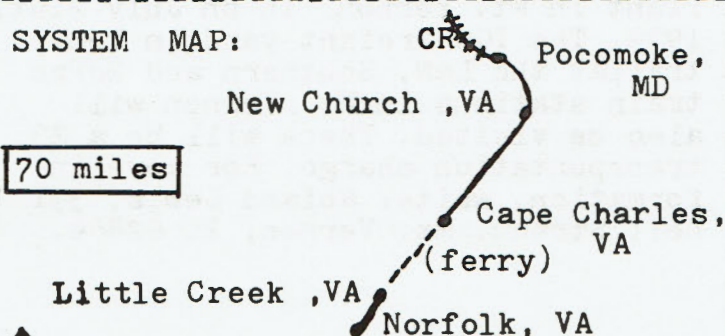 SYSTEM MAP:
CR
Pocomoke,
MD
New Church ,VA
70 miles
Cape Charles,
VA
(ferry)
Little Creek ,VA
Norfolk, VA